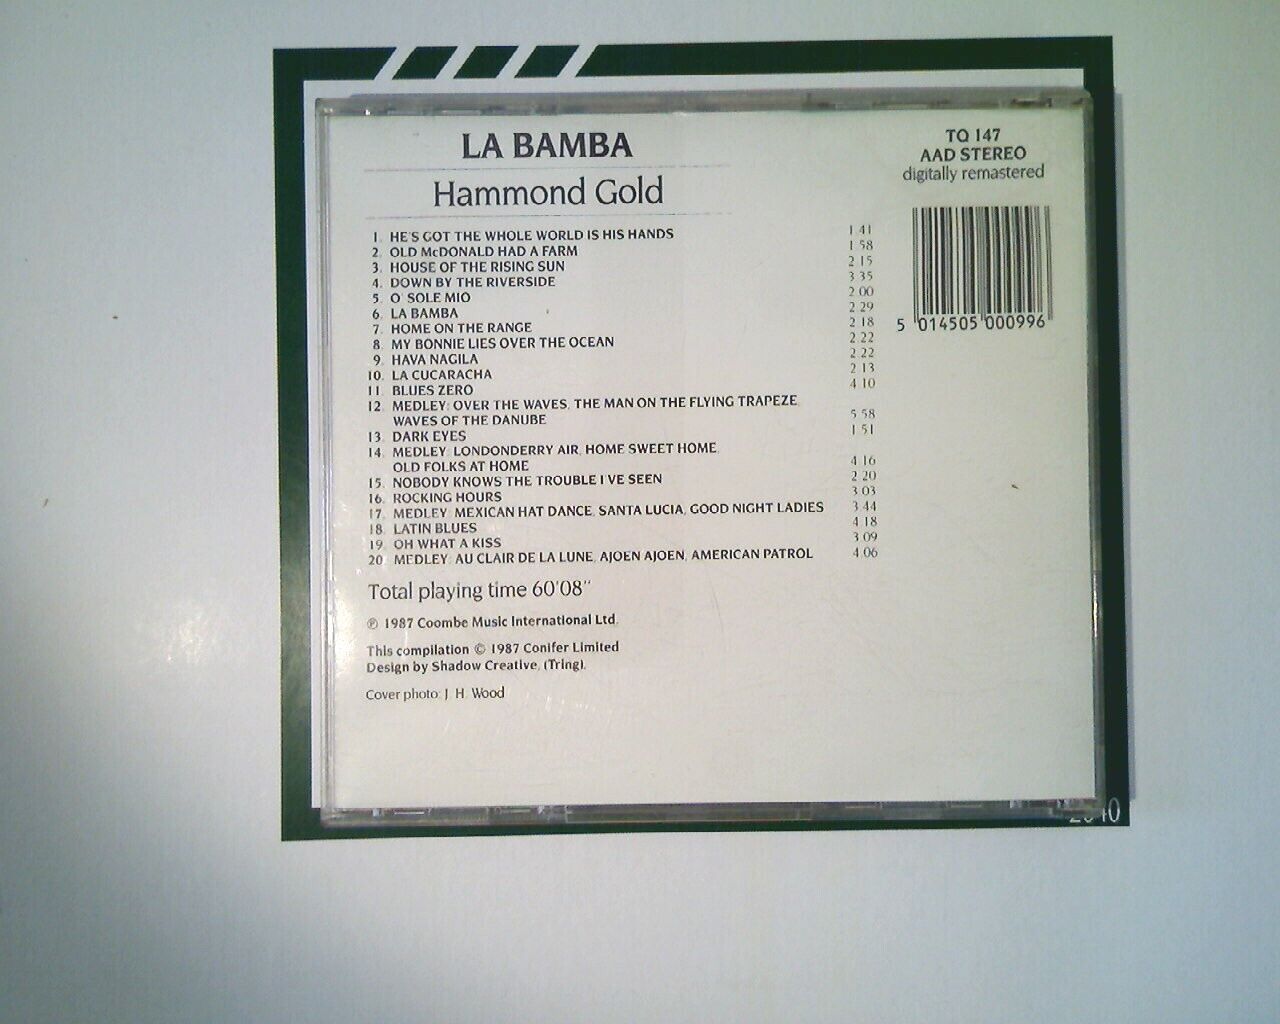 LA BAMBA
Hammond Gold
TQ 147
AAD STEREO
digitally remastered
5 014505 000996
1. HE'S GOT THE WHOLE WORLD IS HIS HANDS 1 41
2. OLD McDONALD HAD A FARM 1 58
3. HOUSE OF THE RISING SUN 2 15
4. DOWN BY THE RIVERSIDE 3 35
5. O' SOLE MIO 2 00
6. LA BAMBA 2 29
7. HOME ON THE RANGE 2 18
8. MY BONNIE LIES OVER THE OCEAN 2 22
9. HAVA NAGILA 2 22
10. LA CUCARACHA 2 13
11. BLUES ZERO 4 10
12. MEDLEY: OVER THE WAVES, THE MAN ON THE FLYING TRAPEZE,
WAVES OF THE DANUBE 5 58
13. DARK EYES 1 51
14. MEDLEY: LONDONDERRY AIR, HOME SWEET HOME,
OLD FOLKS AT HOME 4 16
15. NOBODY KNOWS THE TROUBLE I'VE SEEN 2 20
16. ROCKING HOURS 3 03
17. MEDLEY: MEXICAN HAT DANCE, SANTA LUCIA, GOOD NIGHT LADIES 3 44
18. LATIN BLUES 4 18
19. OH WHAT A KISS 3 09
20. MEDLEY: AU CLAIR DE LA LUNE, AJOEN AJOEN, AMERICAN PATROL 4 06
Total playing time 60'08"
℗ 1987 Coombe Music International Ltd.
This compilation © 1987 Conifer Limited
Design by Shadow Creative, (Tring).
Cover photo: J. H. Wood